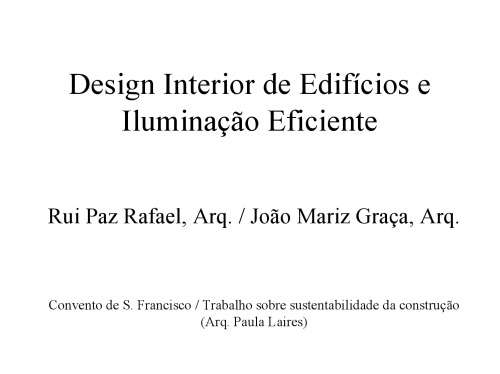 Design Interior de Edifícios e
Iluminação Eficiente
Rui Paz Rafael, Arq. / João Mariz Graça, Arq.
Convento de S. Francisco / Trabalho sobre sustentabilidade da construção
(Arq. Paula Laires)